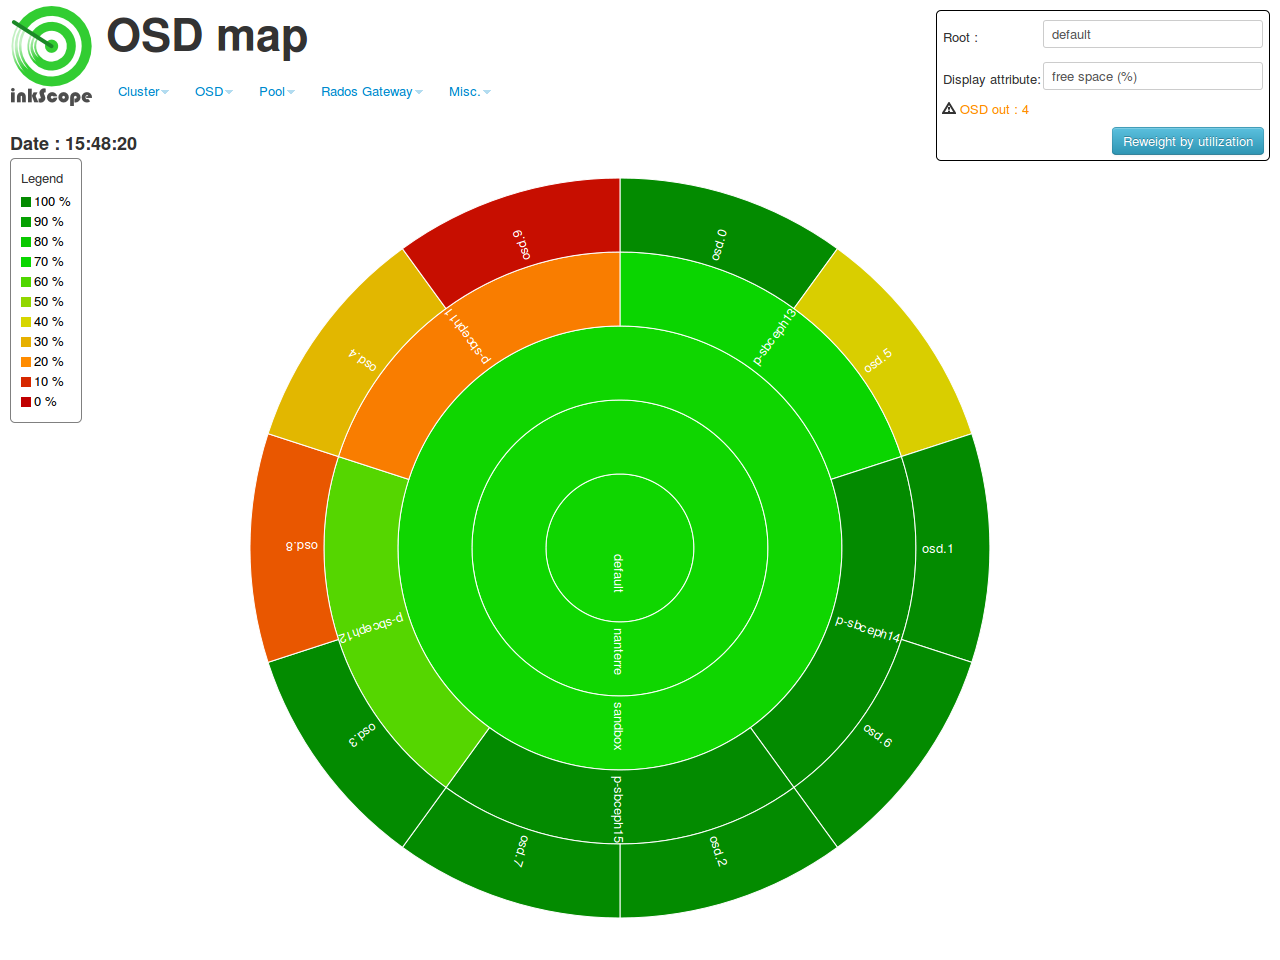 inkScope
OSD map
Cluster OSD Pool Rados Gateway Misc.
Root : default
Display attribute: free space (%)
OSD out : 4
Reweight by utilization
Date : 15:48:20
Legend
100 %
90 %
80 %
70 %
60 %
50 %
40 %
30 %
20 %
10 %
0 %
osd.9
osd.0
p-sbceph11
p-sbceph13
osd.4
osd.5
osd.8
osd.1
default
p-sbceph12
p-sbceph14
nanterre
osd.3
sandbox
osd.6
p-sbceph15
osd.7
osd.2